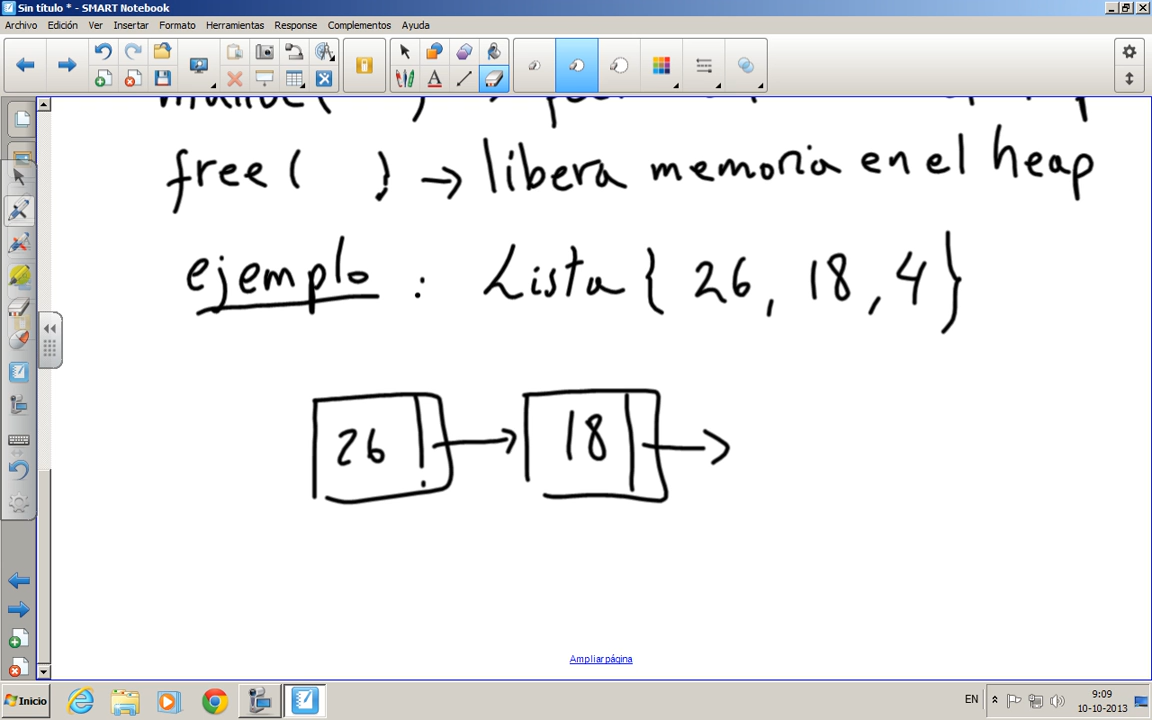 Sin título * - SMART Notebook
Archivo Edición Ver Insertar Formato Herramientas Response Complementos Ayuda
free( ) → libera memoria en el heap
ejemplo : Lista { 26, 18, 4}
26 → 18 →
Ampliar página
Inicio EN 9:09
10-10-2013